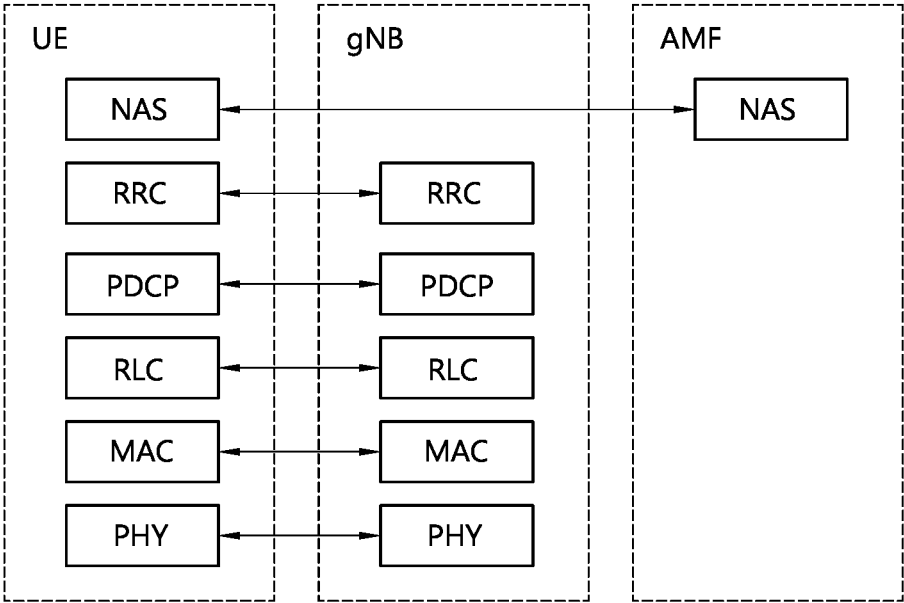 UE
gNB
AMF
NAS
NAS
RRC
RRC
PDCP
PDCP
RLC
RLC
MAC
MAC
PHY
PHY